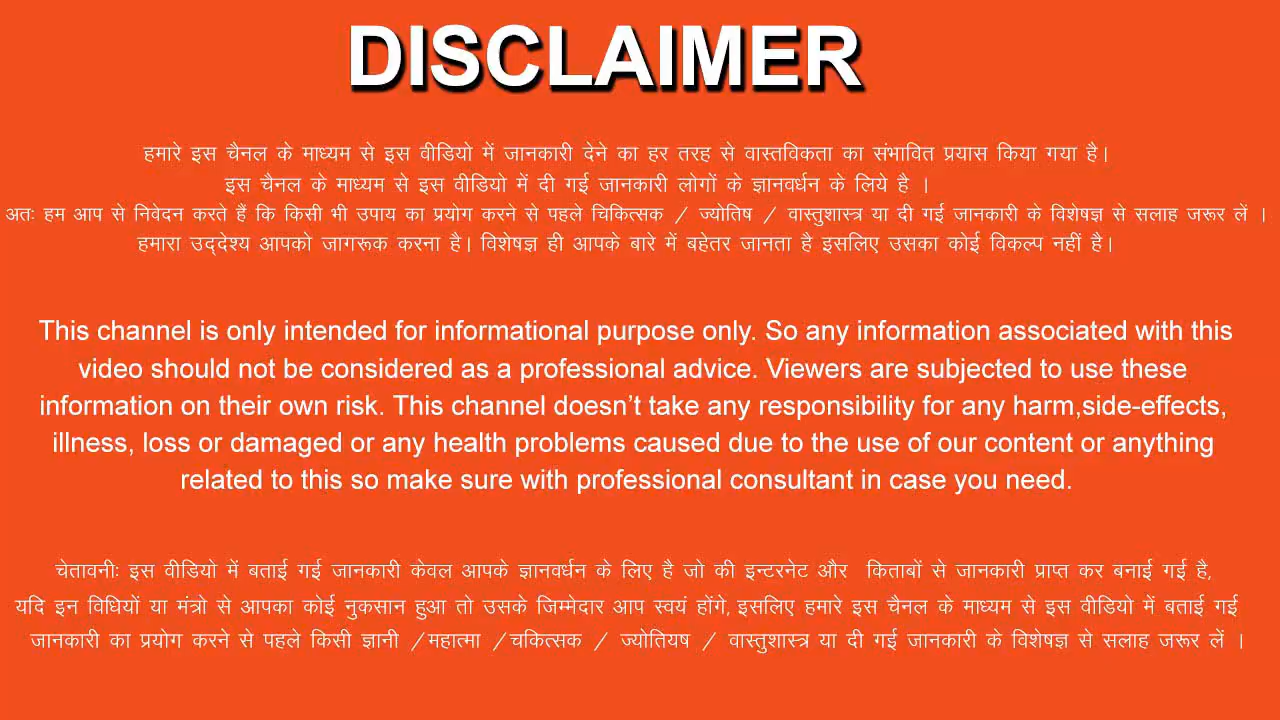 DISCLAIMER
हमारे इस चैनल के माध्यम से इस वीडियो में जानकारी देने का हर तरह से वास्तविकता का संभावित प्रयास किया गया है।
इस चैनल के माध्यम से इस वीडियो में दी गई जानकारी लोगों के ज्ञानवर्धन के लिये है ।
अतः हम आप से निवेदन करते हैं कि किसी भी उपाय का प्रयोग करने से पहले चिकित्सक / ज्योतिष / वास्तुशास्त्र या दी गई जानकारी के विशेषज्ञ से सलाह जरूर लें ।
हमारा उद्देश्य आपको जागरूक करना है। विशेषज्ञ ही आपके बारे में बहेतर जानता है इसलिए उसका कोई विकल्प नहीं है।
This channel is only intended for informational purpose only. So any information associated with this
video should not be considered as a professional advice. Viewers are subjected to use these
information on their own risk. This channel doesn’t take any responsibility for any harm,side-effects,
illness, loss or damaged or any health problems caused due to the use of our content or anything
related to this so make sure with professional consultant in case you need.
चेतावनीः इस वीडियो में बताई गई जानकारी केवल आपके ज्ञानवर्धन के लिए है जो की इन्टरनेट और किताबों से जानकारी प्राप्त कर बनाई गई है,
यदि इन विधियों या मंत्रो से आपका कोई नुकसान हुआ तो उसके जिम्मेदार आप स्वयं होंगे, इसलिए हमारे इस चैनल के माध्यम से इस वीडियो में बताई गई
जानकारी का प्रयोग करने से पहले किसी ज्ञानी /महात्मा /चकित्सक / ज्योतियष / वास्तुशास्त्र या दी गई जानकारी के विशेषज्ञ से सलाह जरूर लें ।